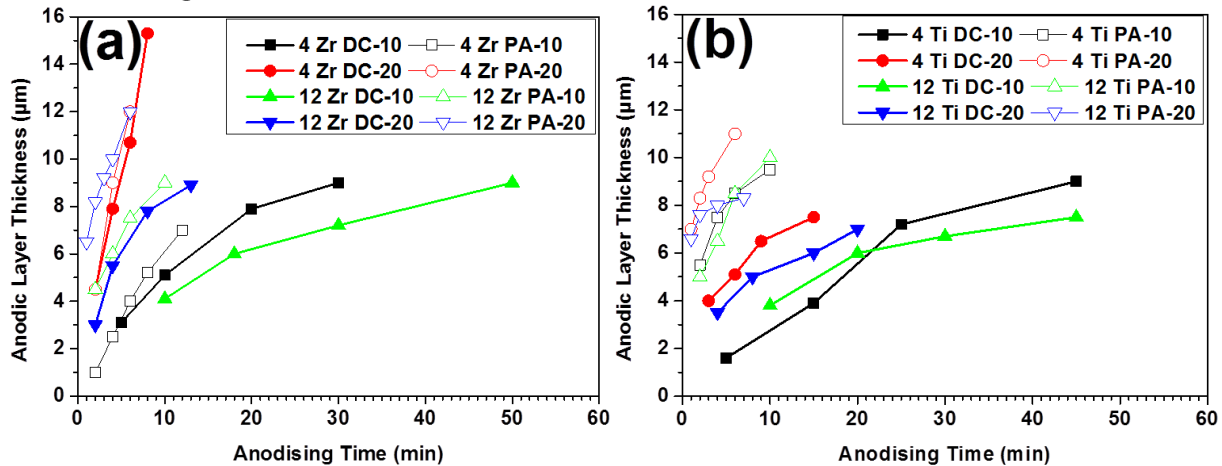 (a)
4 Zr DC-10 4 Zr PA-10
4 Zr DC-20 4 Zr PA-20
12 Zr DC-10 12 Zr PA-10
12 Zr DC-20 12 Zr PA-20
Anodic Layer Thickness (μm)
16
14
12
10
8
6
4
2
0
0 10 20 30 40 50 60
Anodising Time (min)
(b)
4 Ti DC-10 4 Ti PA-10
4 Ti DC-20 4 Ti PA-20
12 Ti DC-10 12 Ti PA-10
12 Ti DC-20 12 Ti PA-20
Anodic Layer Thickness (μm)
16
14
12
10
8
6
4
2
0
0 10 20 30 40 50 60
Anodising Time (min)